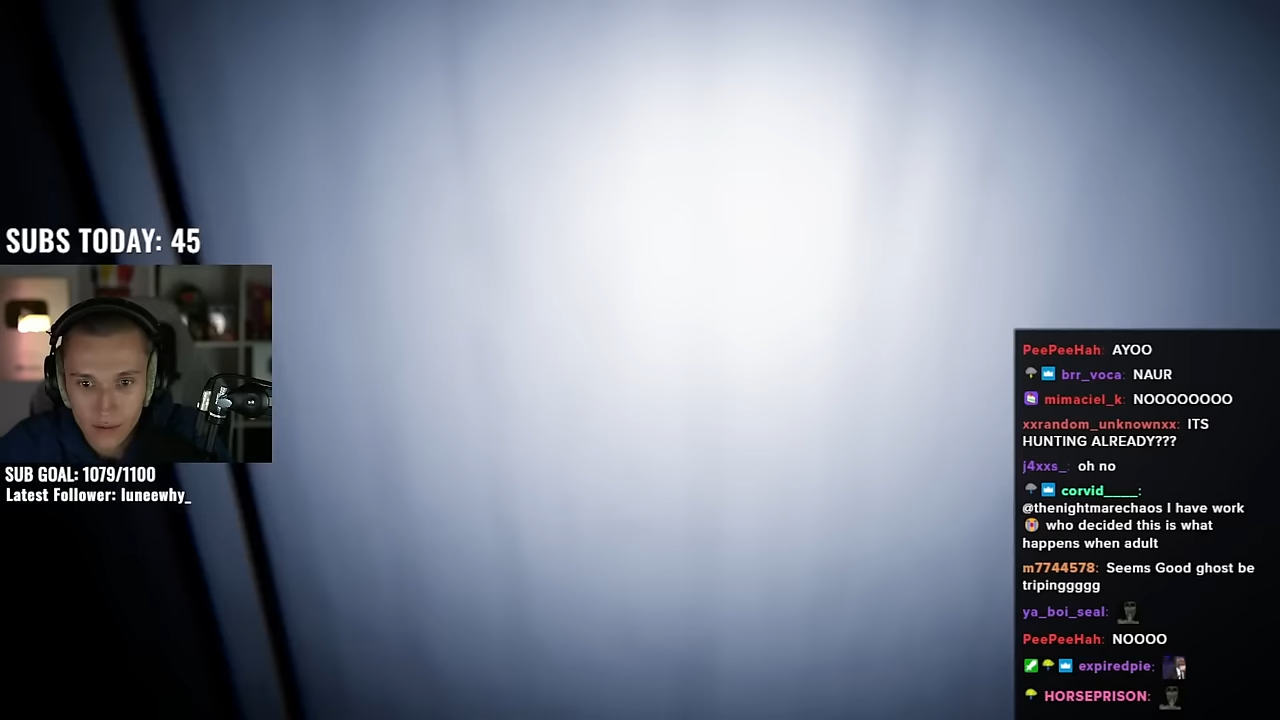 SUBS TODAY: 45
SUB GOAL: 1079/1100
Latest Follower: luneewhy_
PeePeeHah: AYOO
brr_voca: NAUR
mimaciel_k: NOOOOOOOO
xxrandom_unknownxx: ITS
HUNTING ALREADY???
j4xxs_: oh no
corvid____:
@thenightmarechaos I have work
who decided this is what
happens when adult
m7744578: Seems Good ghost be
tripinggggg
ya_boi_seal:
PeePeeHah: NOOOO
expiredpie:
HORSEPRISON: